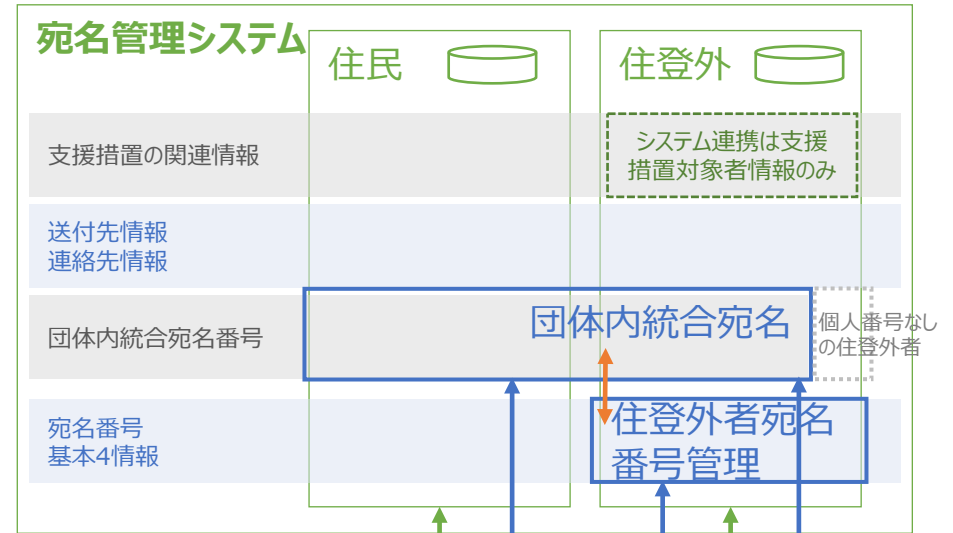 宛名管理システム
住民
住登外
支援措置の関連情報
システム連携は支援
措置対象者情報のみ
送付先情報
連絡先情報
団体内統合宛名番号
団体内統合宛名
個人番号なし
の住登外者
宛名番号
基本4情報
住登外者宛名
番号管理